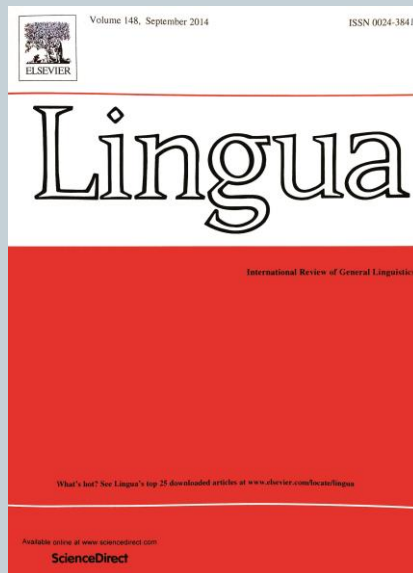 Volume 148, September 2014
ISSN 0024-3841
ELSEVIER
Lingua
International Review of General Linguistics
What's hot? See Lingua's top 25 downloaded articles at www.elsevier.com/locate/lingua
Available online at www.sciencedirect.com
ScienceDirect